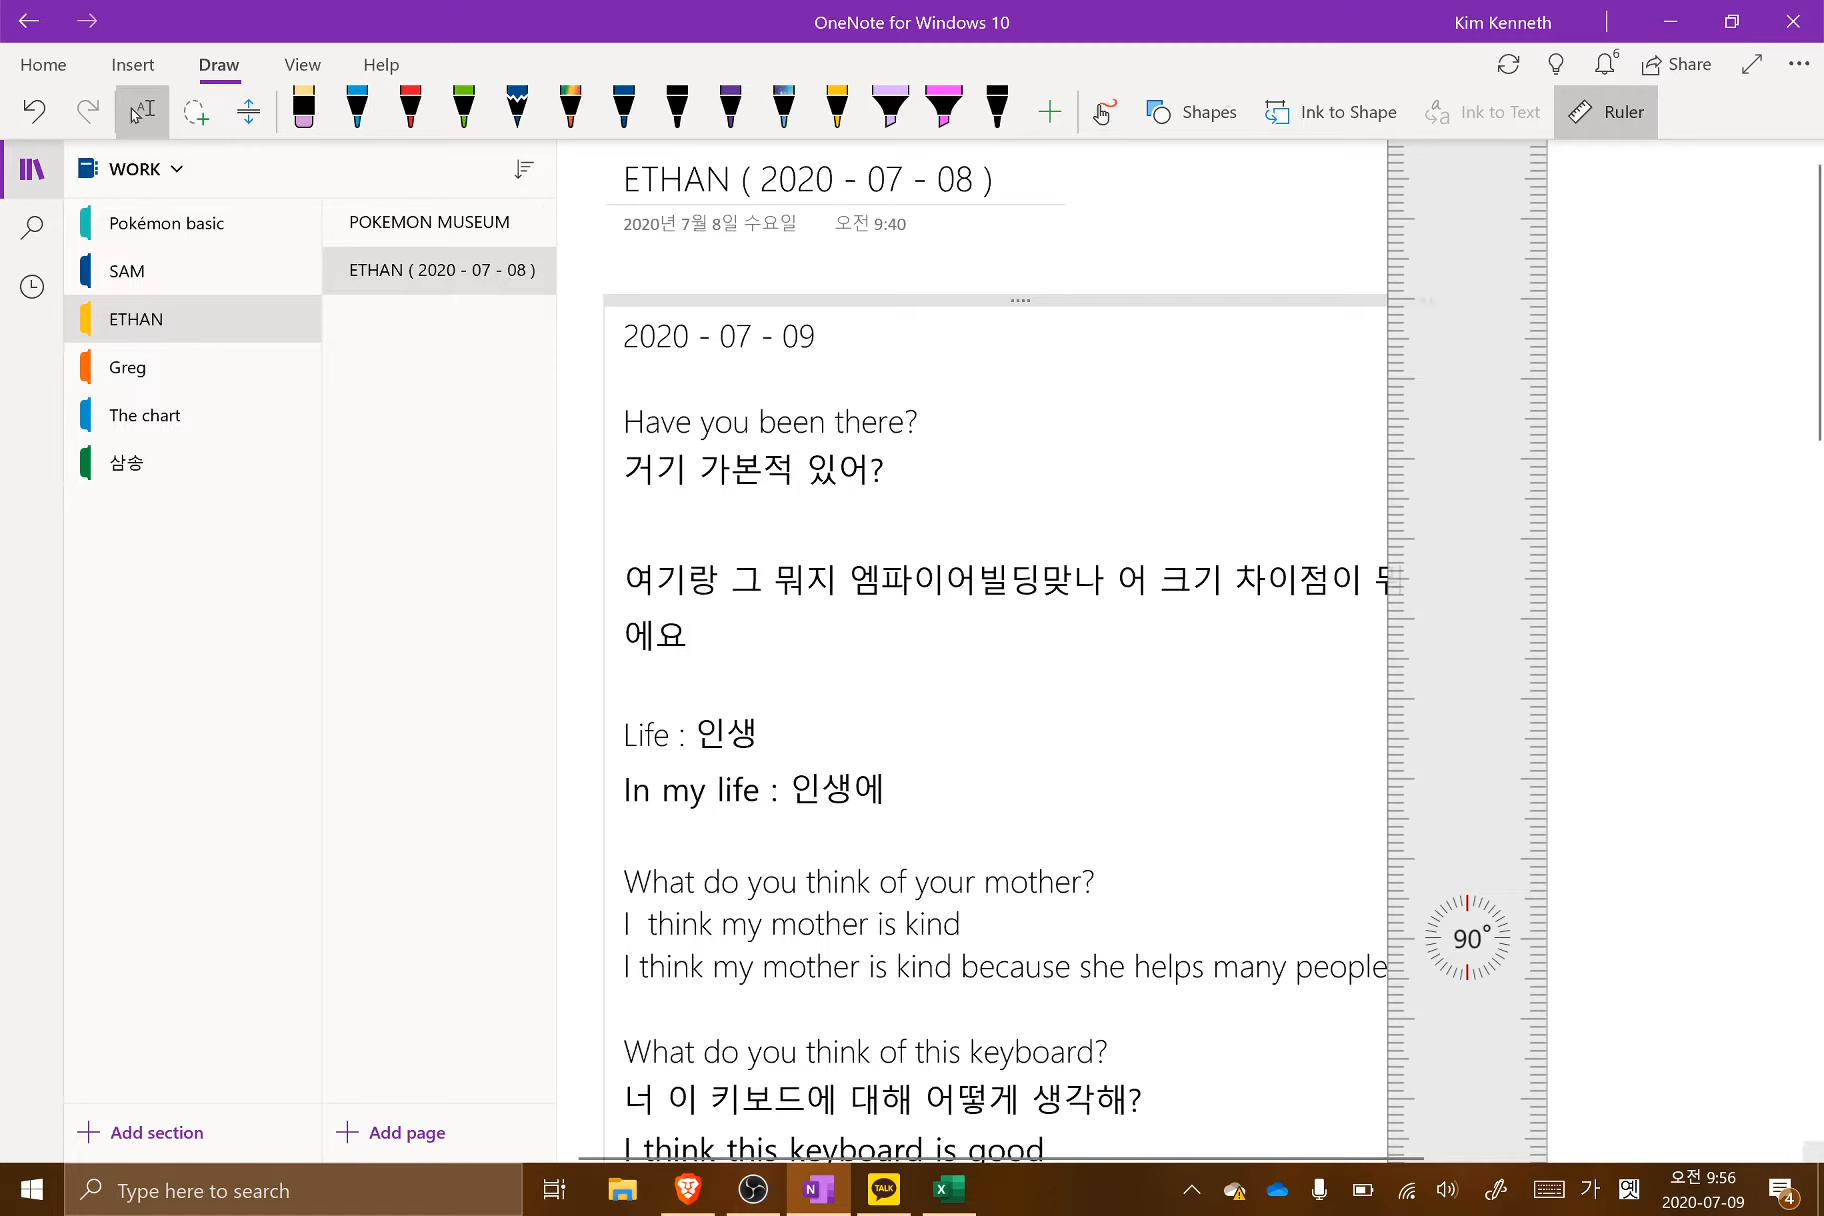 OneNote for Windows 10
Kim Kenneth
Home Insert Draw View Help
6
Share
Shapes
Ink to Shape
Ink to Text
Ruler
WORK
Pokémon basic
SAM
ETHAN
Greg
The chart
삼송
POKEMON MUSEUM
ETHAN ( 2020 - 07 - 08 )
Add section
Add page
ETHAN ( 2020 - 07 - 08 )
2020년 7월 8일 수요일 오전 9:40
2020 - 07 - 09
Have you been there?
거기 가본적 있어?
여기랑 그 뭐지 엠파이어빌딩맞나 어 크기 차이점이
에요
Life : 인생
In my life : 인생에
What do you think of your mother?
I think my mother is kind
I think my mother is kind because she helps many people
What do you think of this keyboard?
너 이 키보드에 대해 어떻게 생각해?
I think this keyboard is good
90°
Type here to search
N
TALK
X
가
옛
오전 9:56
2020-07-09
4